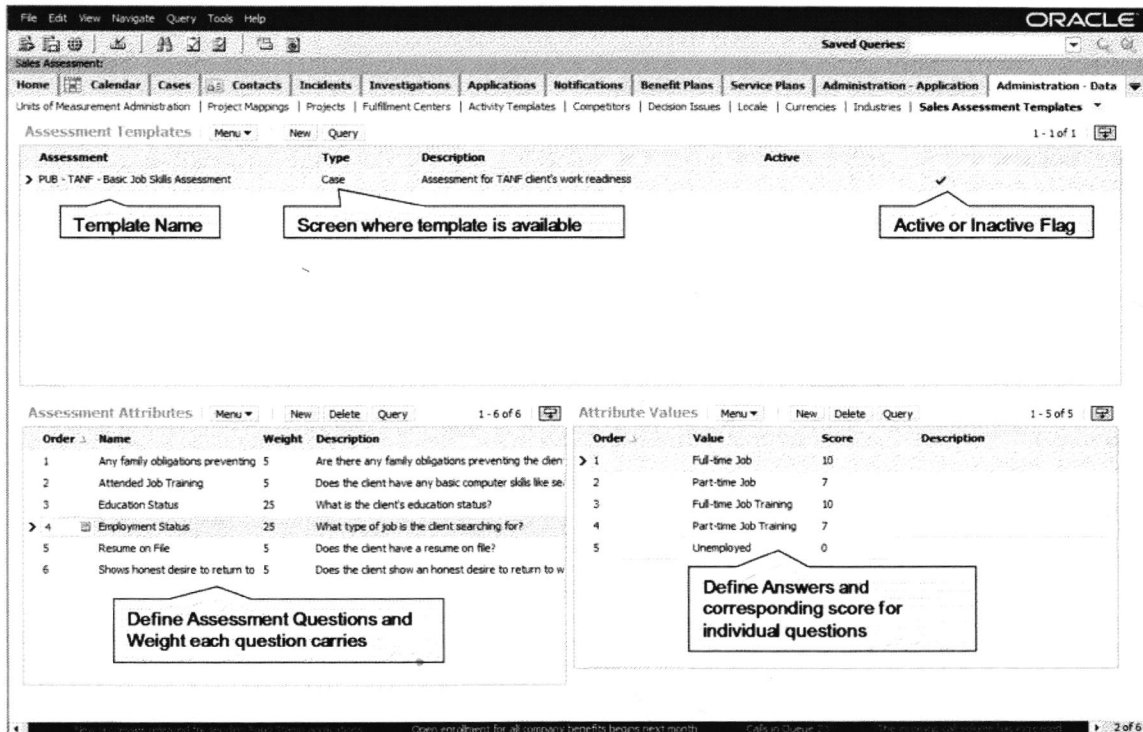 File Edit View Navigate Query Tools Help
ORACLE
Saved Queries:
Sales Assessment:
Home Calendar Cases Contacts Incidents Investigations Applications Notifications Benefit Plans Service Plans Administration - Application Administration - Data
Units of Measurement Administration | Project Mappings | Projects | Fulfillment Centers | Activity Templates | Competitors | Decision Issues | Locale | Currencies | Industries | Sales Assessment Templates
Assessment Templates Menu New Query 1 - 1 of 1
Assessment Type Description Active
PUB - TANF - Basic Job Skills Assessment Case Assessment for TANF client's work readiness
Template Name
Screen where template is available
Active or Inactive Flag
Assessment Attributes Menu New Delete Query 1 - 6 of 6
Order Name Weight Description
1 Any family obligations preventing 5 Are there any family obligations preventing the clien
2 Attended Job Training 5 Does the client have any basic computer skills like se
3 Education Status 25 What is the client's education status?
4 Employment Status 25 What type of job is the client searching for?
5 Resume on File 5 Does the client have a resume on file?
6 Shows honest desire to return to 5 Does the client show an honest desire to return to w
Define Assessment Questions and
Weight each question carries
Attribute Values Menu New Delete Query 1 - 5 of 5
Order Value Score Description
1 Full-time Job 10
2 Part-time Job 7
3 Full-time Job Training 10
4 Part-time Job Training 7
5 Unemployed 0
Define Answers and
corresponding score for
individual questions
Open enrollment for all company benefits begins next month Calls in Queue
2 of 6